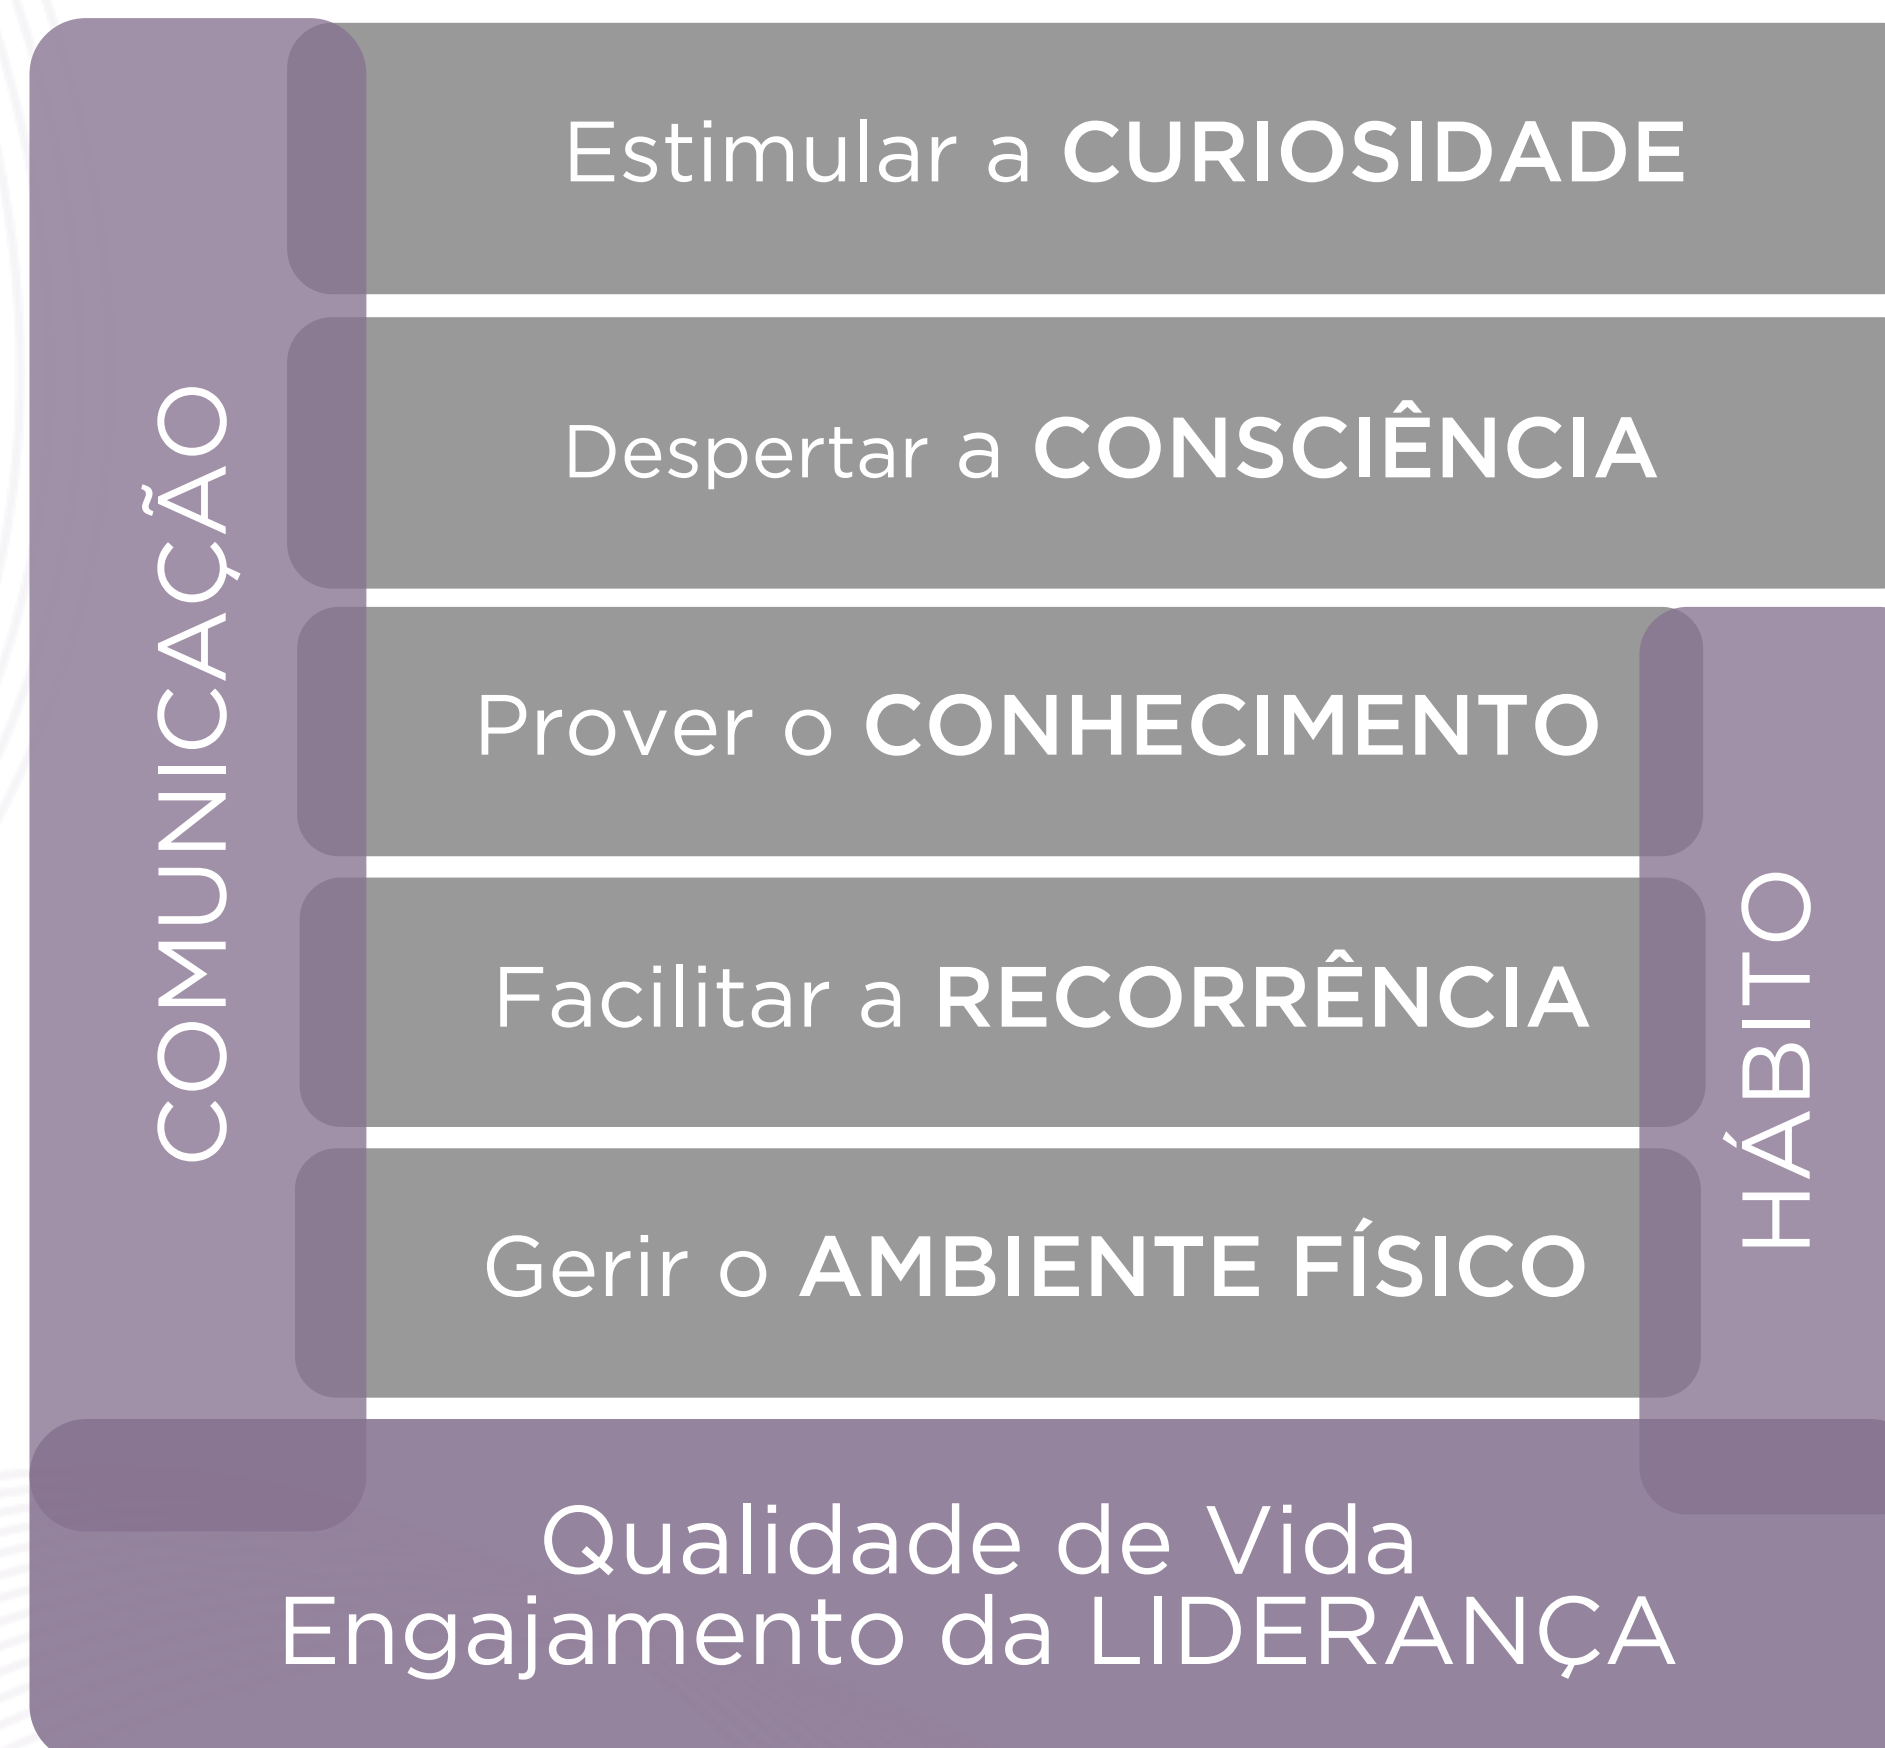 COMUNICAÇÃO
Estimular a CURIOSIDADE
Despertar a CONSCIÊNCIA
Prover o CONHECIMENTO
Facilitar a RECORRÊNCIA
Gerir o AMBIENTE FÍSICO
HÁBITO
Qualidade de Vida
Engajamento da LIDERANÇA